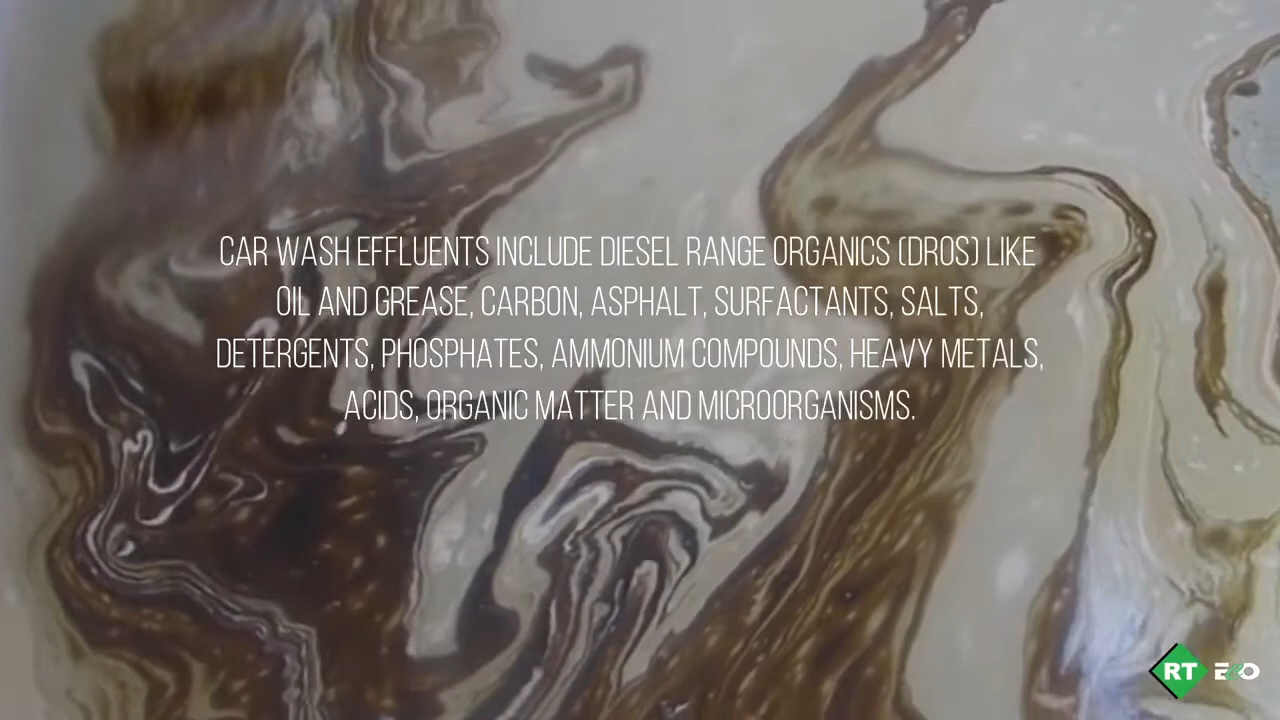 CAR WASH EFFLUENTS INCLUDE DIESEL RANGE ORGANICS (DROS) LIKE
OIL AND GREASE, CARBON, ASPHALT, SURFACTANTS, SALTS,
DETERGENTS, PHOSPHATES, AMMONIUM COMPOUNDS, HEAVY METALS,
ACIDS, ORGANIC MATTER AND MICROORGANISMS.
RT ECO